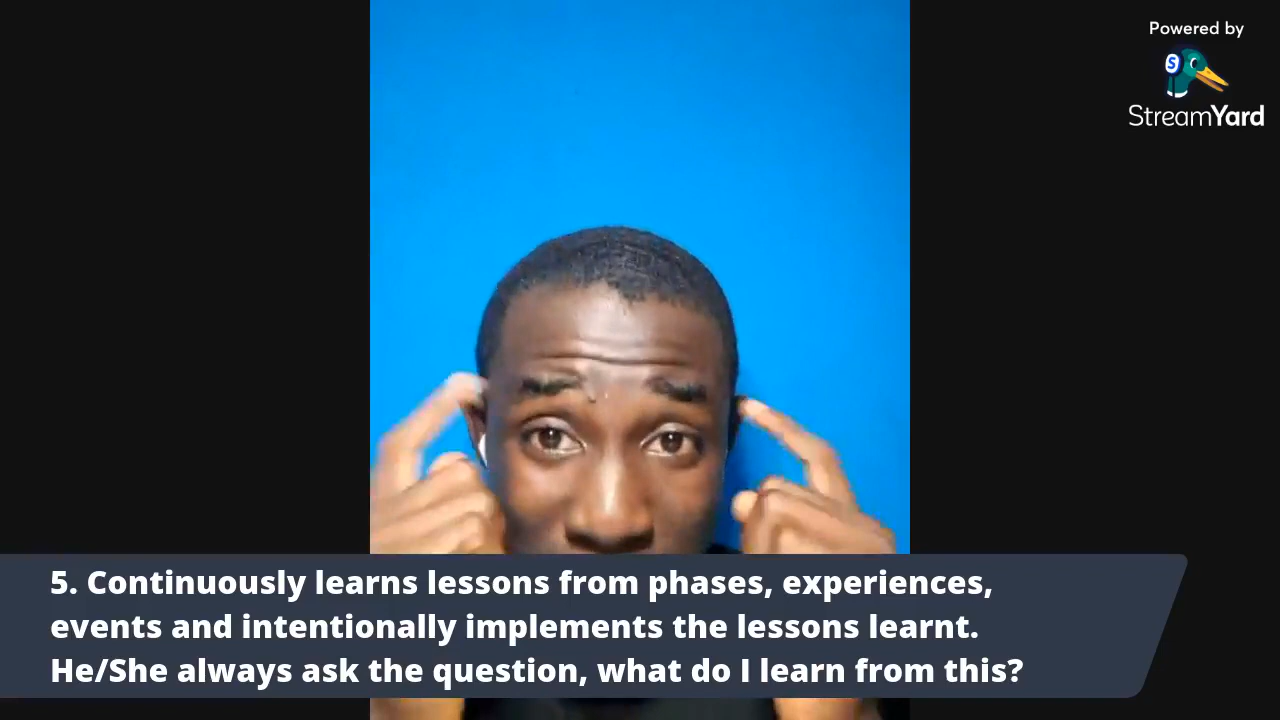 Powered by
S
StreamYard
5. Continuously learns lessons from phases, experiences,
events and intentionally implements the lessons learnt.
He/She always ask the question, what do I learn from this?